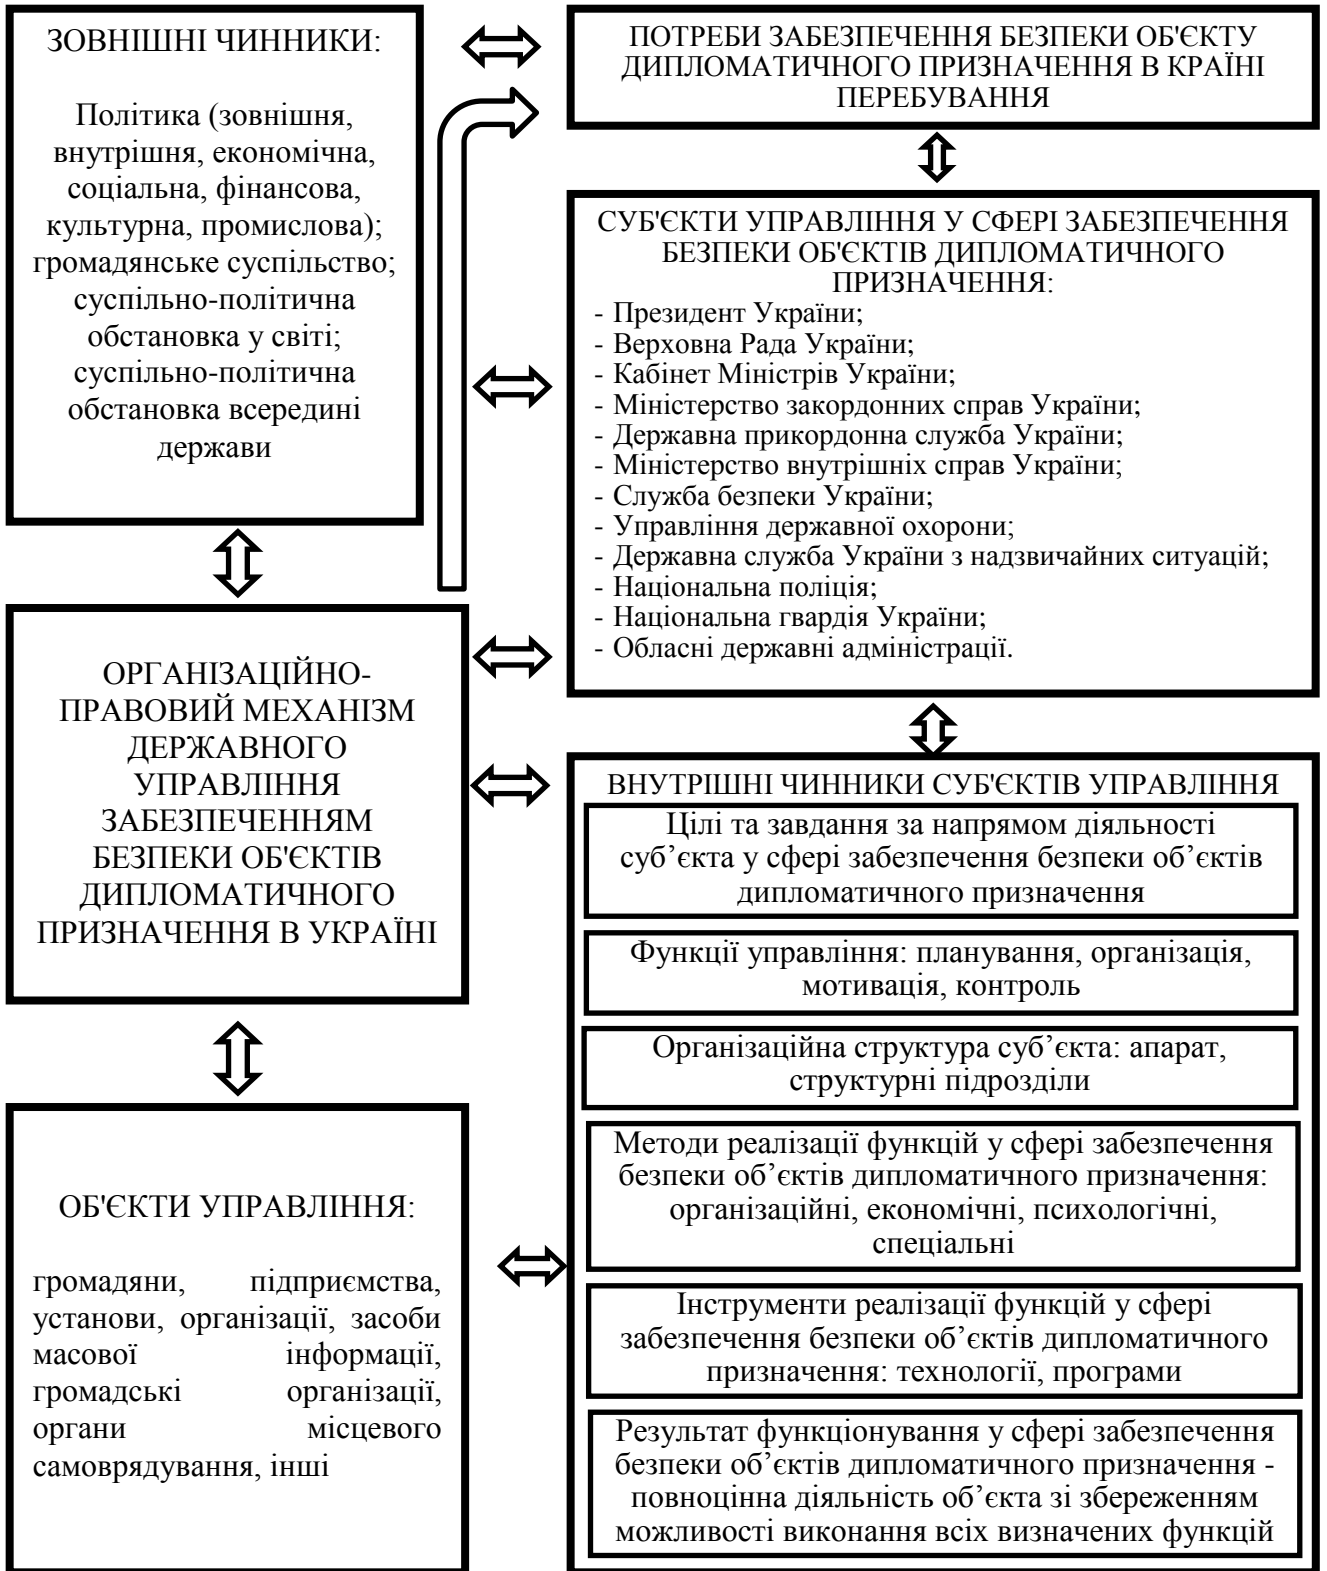 ЗОВНІШНІ ЧИННИКИ:
Політика (зовнішня,
внутрішня, економічна,
соціальна, фінансова,
культурна, промислова);
громадянське суспільство;
суспільно-політична
обстановка у світі;
суспільно-політична
обстановка всередині
держави
ПОТРЕБИ ЗАБЕЗПЕЧЕННЯ БЕЗПЕКИ ОБ'ЄКТУ
ДИПЛОМАТИЧНОГО ПРИЗНАЧЕННЯ В КРАЇНІ
ПЕРЕБУВАННЯ
СУБ'ЄКТИ УПРАВЛІННЯ У СФЕРІ ЗАБЕЗПЕЧЕННЯ
БЕЗПЕКИ ОБ'ЄКТІВ ДИПЛОМАТИЧНОГО
ПРИЗНАЧЕННЯ:
- Президент України;
- Верховна Рада України;
- Кабінет Міністрів України;
- Міністерство закордонних справ України;
- Державна прикордонна служба України;
- Міністерство внутрішніх справ України;
- Служба безпеки України;
- Управління державної охорони;
- Державна служба України з надзвичайних ситуацій;
- Національна поліція;
- Національна гвардія України;
- Обласні державні адміністрації.
ОРГАНІЗАЦІЙНО-
ПРАВОВИЙ МЕХАНІЗМ
ДЕРЖАВНОГО
УПРАВЛІННЯ
ЗАБЕЗПЕЧЕННЯМ
БЕЗПЕКИ ОБ'ЄКТІВ
ДИПЛОМАТИЧНОГО
ПРИЗНАЧЕННЯ В УКРАЇНІ
ВНУТРІШНІ ЧИННИКИ СУБ'ЄКТІВ УПРАВЛІННЯ
Цілі та завдання за напрямом діяльності
суб’єкта у сфері забезпечення безпеки об’єктів
дипломатичного призначення
Функції управління: планування, організація,
мотивація, контроль
Організаційна структура суб’єкта: апарат,
структурні підрозділи
Методи реалізації функцій у сфері забезпечення
безпеки об’єктів дипломатичного призначення:
організаційні, економічні, психологічні,
спеціальні
Інструменти реалізації функцій у сфері
забезпечення безпеки об’єктів дипломатичного
призначення: технології, програми
Результат функціонування у сфері забезпечення
безпеки об’єктів дипломатичного призначення -
повноцінна діяльність об’єкта зі збереженням
можливості виконання всіх визначених функцій
ОБ'ЄКТИ УПРАВЛІННЯ:
громадяни, підприємства,
установи, організації, засоби
масової інформації,
громадські організації,
органи місцевого
самоврядування, інші